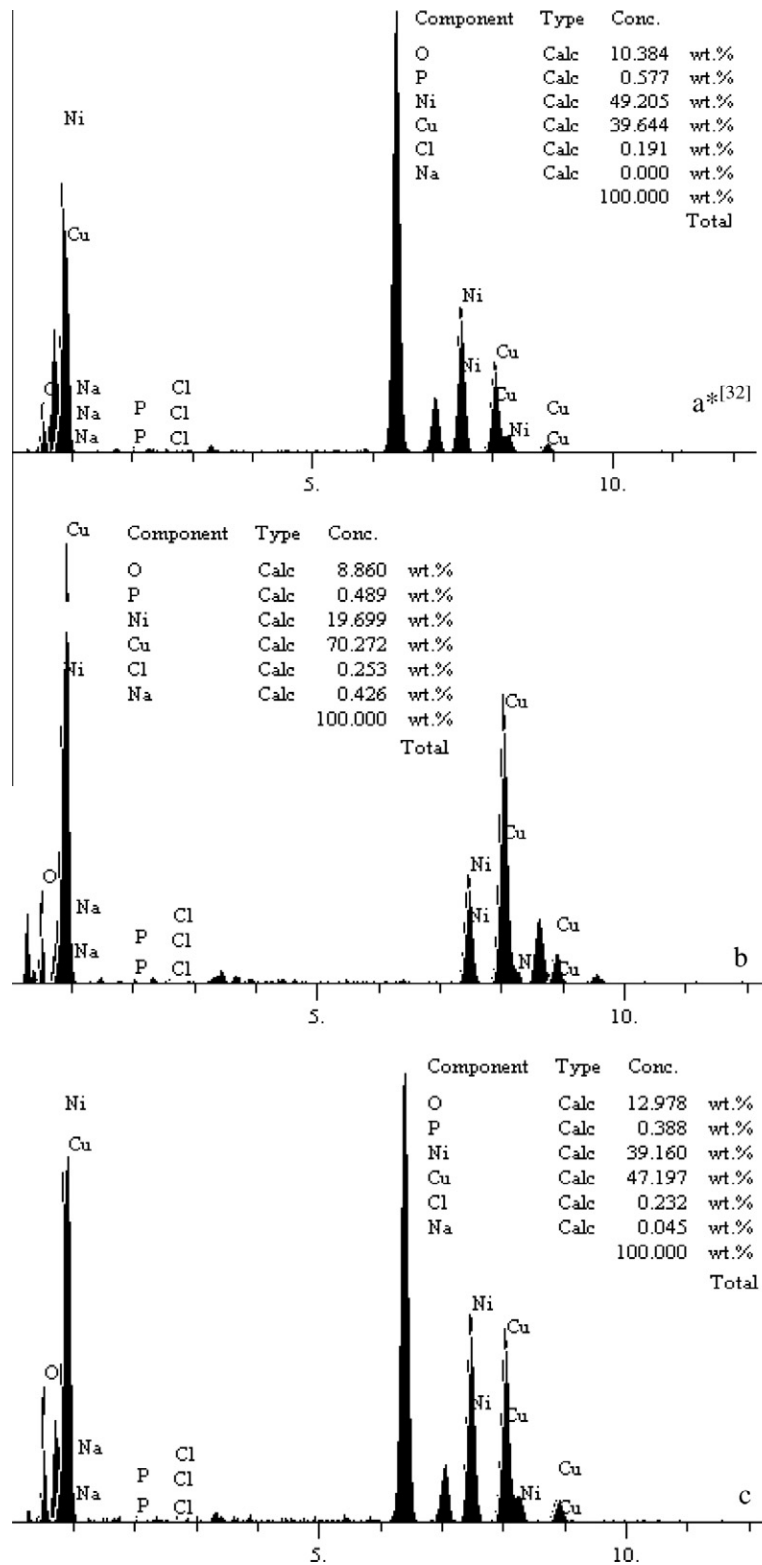 Component Type Conc.
O Calc 10.384 wt.%
P Calc 0.577 wt.%
Ni Calc 49.205 wt.%
Cu Calc 39.644 wt.%
Cl Calc 0.191 wt.%
Na Calc 0.000 wt.%
100.000 wt.%
Total
Ni
Cu
Ni
Cu
Na Cl Ni Cu
P Cl Cu
Na Ni
Na P Cl Cu
a*[32]
5. 10.
Cu
Component Type Conc.
O Calc 8.860 wt.%
P Calc 0.489 wt.%
Ni Calc 19.699 wt.%
Cu Calc 70.272 wt.%
Cl Calc 0.253 wt.%
Na Calc 0.426 wt.%
100.000 wt.%
Total
Ni
Cu
Cu
O Ni
Na Cl Ni Cu
P Cl
Na P Cl N Cu
b
5. 10.
Component Type Conc.
O Calc 12.978 wt.%
P Calc 0.388 wt.%
Ni Calc 39.160 wt.%
Cu Calc 47.197 wt.%
Cl Calc 0.232 wt.%
Na Calc 0.045 wt.%
100.000 wt.%
Total
Ni
Cu
Ni
Cu
O
Ni Cu
Na Cl
P Cl Cu
Ni
Na P Cl Cu
c
5. 10.